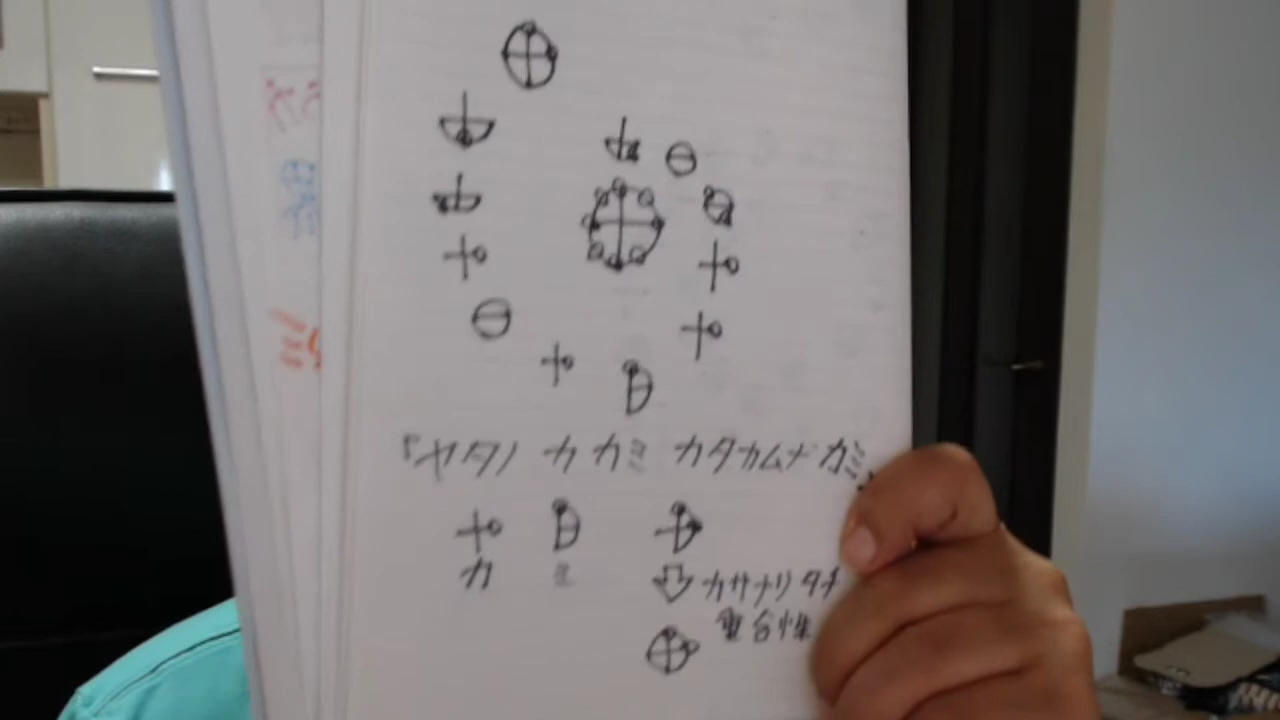 「ヤタノ カカミ カタカムナ カミ」
カ ミ
カサナリ タチ
重合性